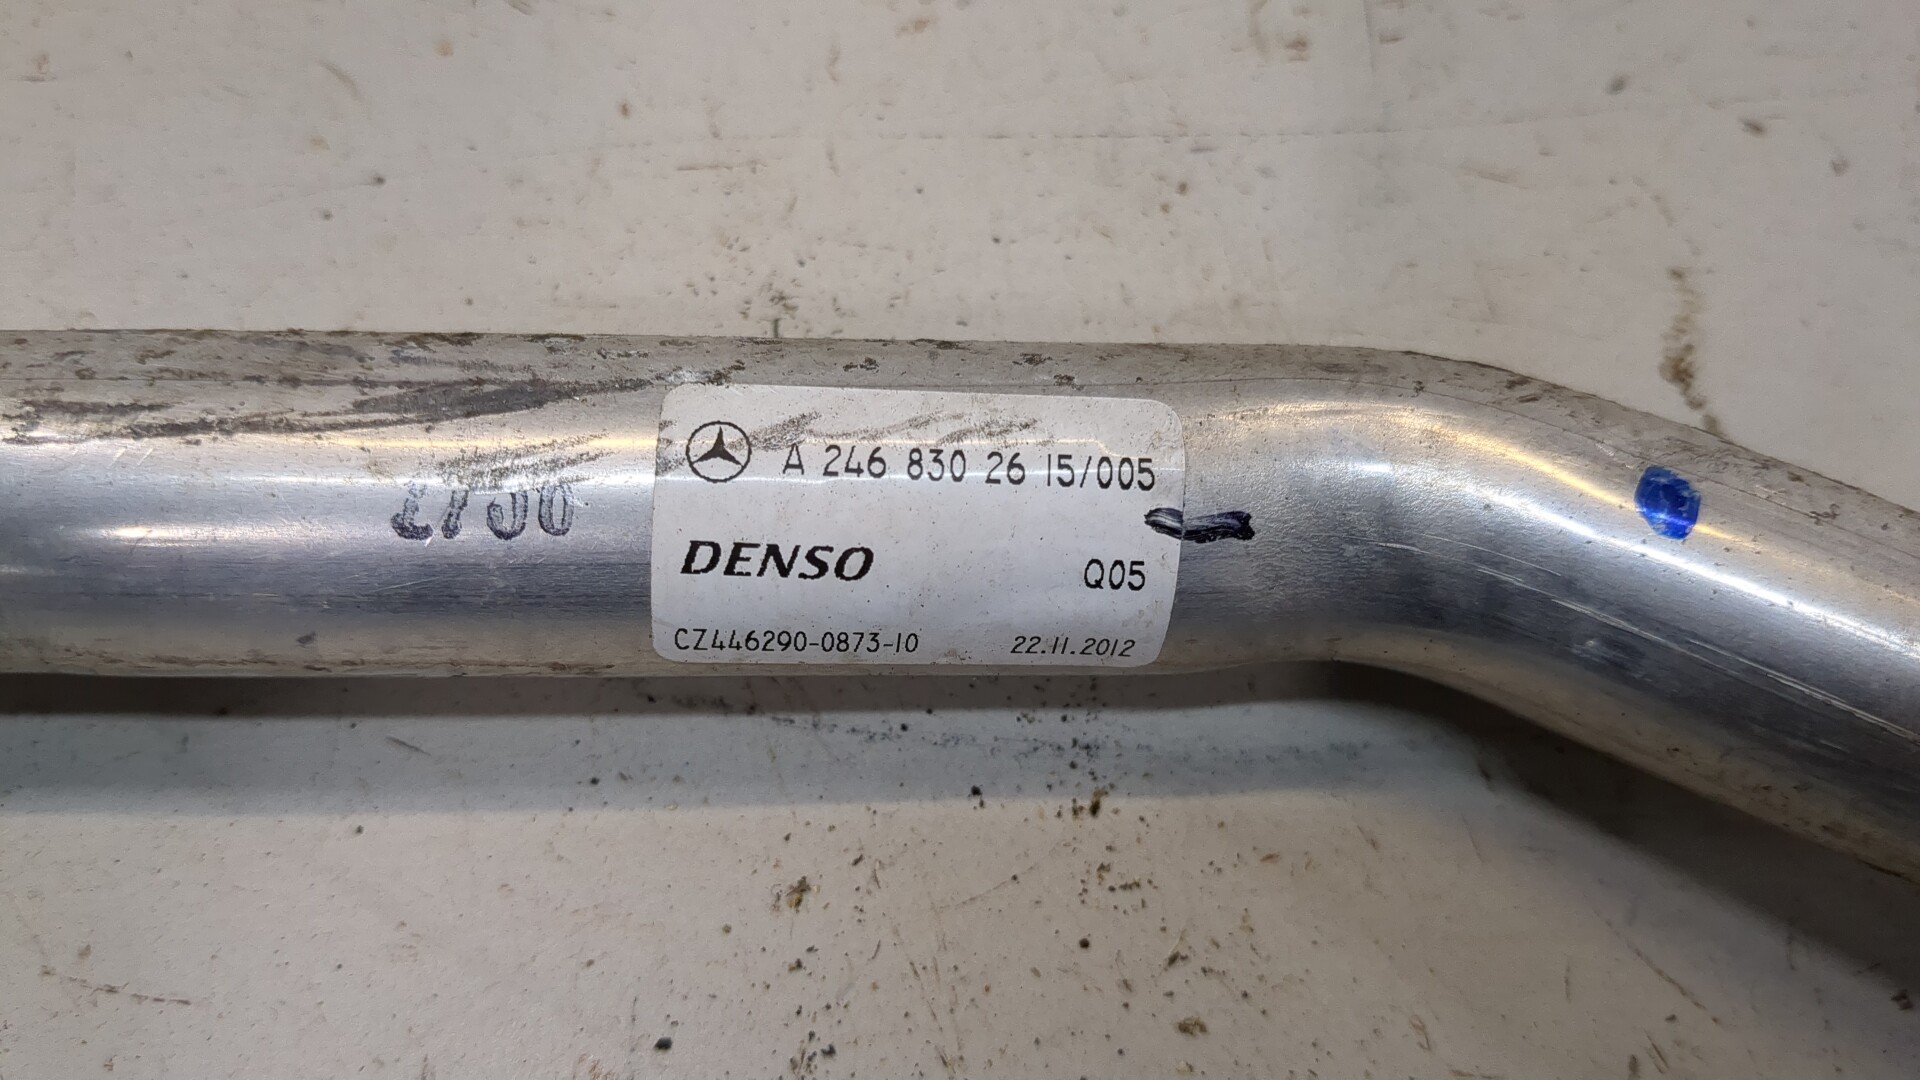 A 246 830 26 15/005
DENSO Q05
CZ446290-0873-10 22.11.2012